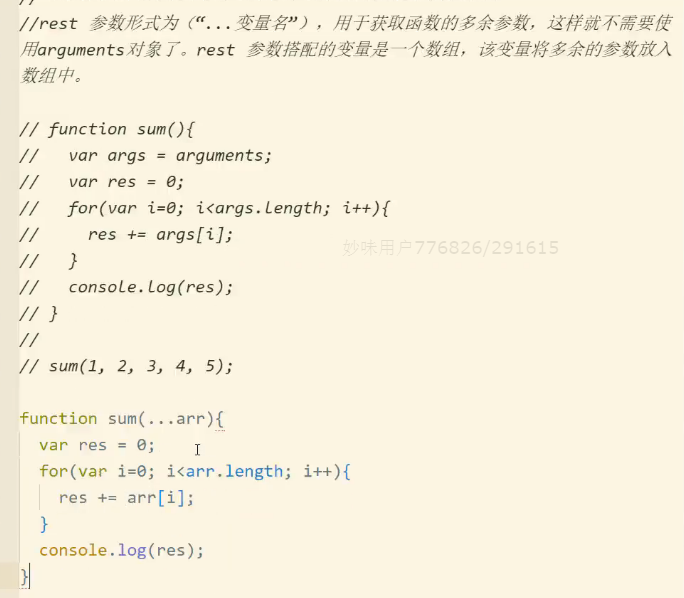 //rest 参数形式为（“...变量名”），用于获取函数的多余参数，这样就不需要使
用arguments对象了。rest 参数搭配的变量是一个数组，该变量将多余的参数放入
数组中。
// function sum(){
//   var args = arguments;
//   var res = 0;
//   for(var i=0; i<args.length; i++){
//     res += args[i];
//   }
妙味用户776826/291615
//   console.log(res);
// }
//
// sum(1, 2, 3, 4, 5);
function sum(...arr){
  var res = 0;
  for(var i=0; i<arr.length; i++){
    res += arr[i];
  }
  console.log(res);
}